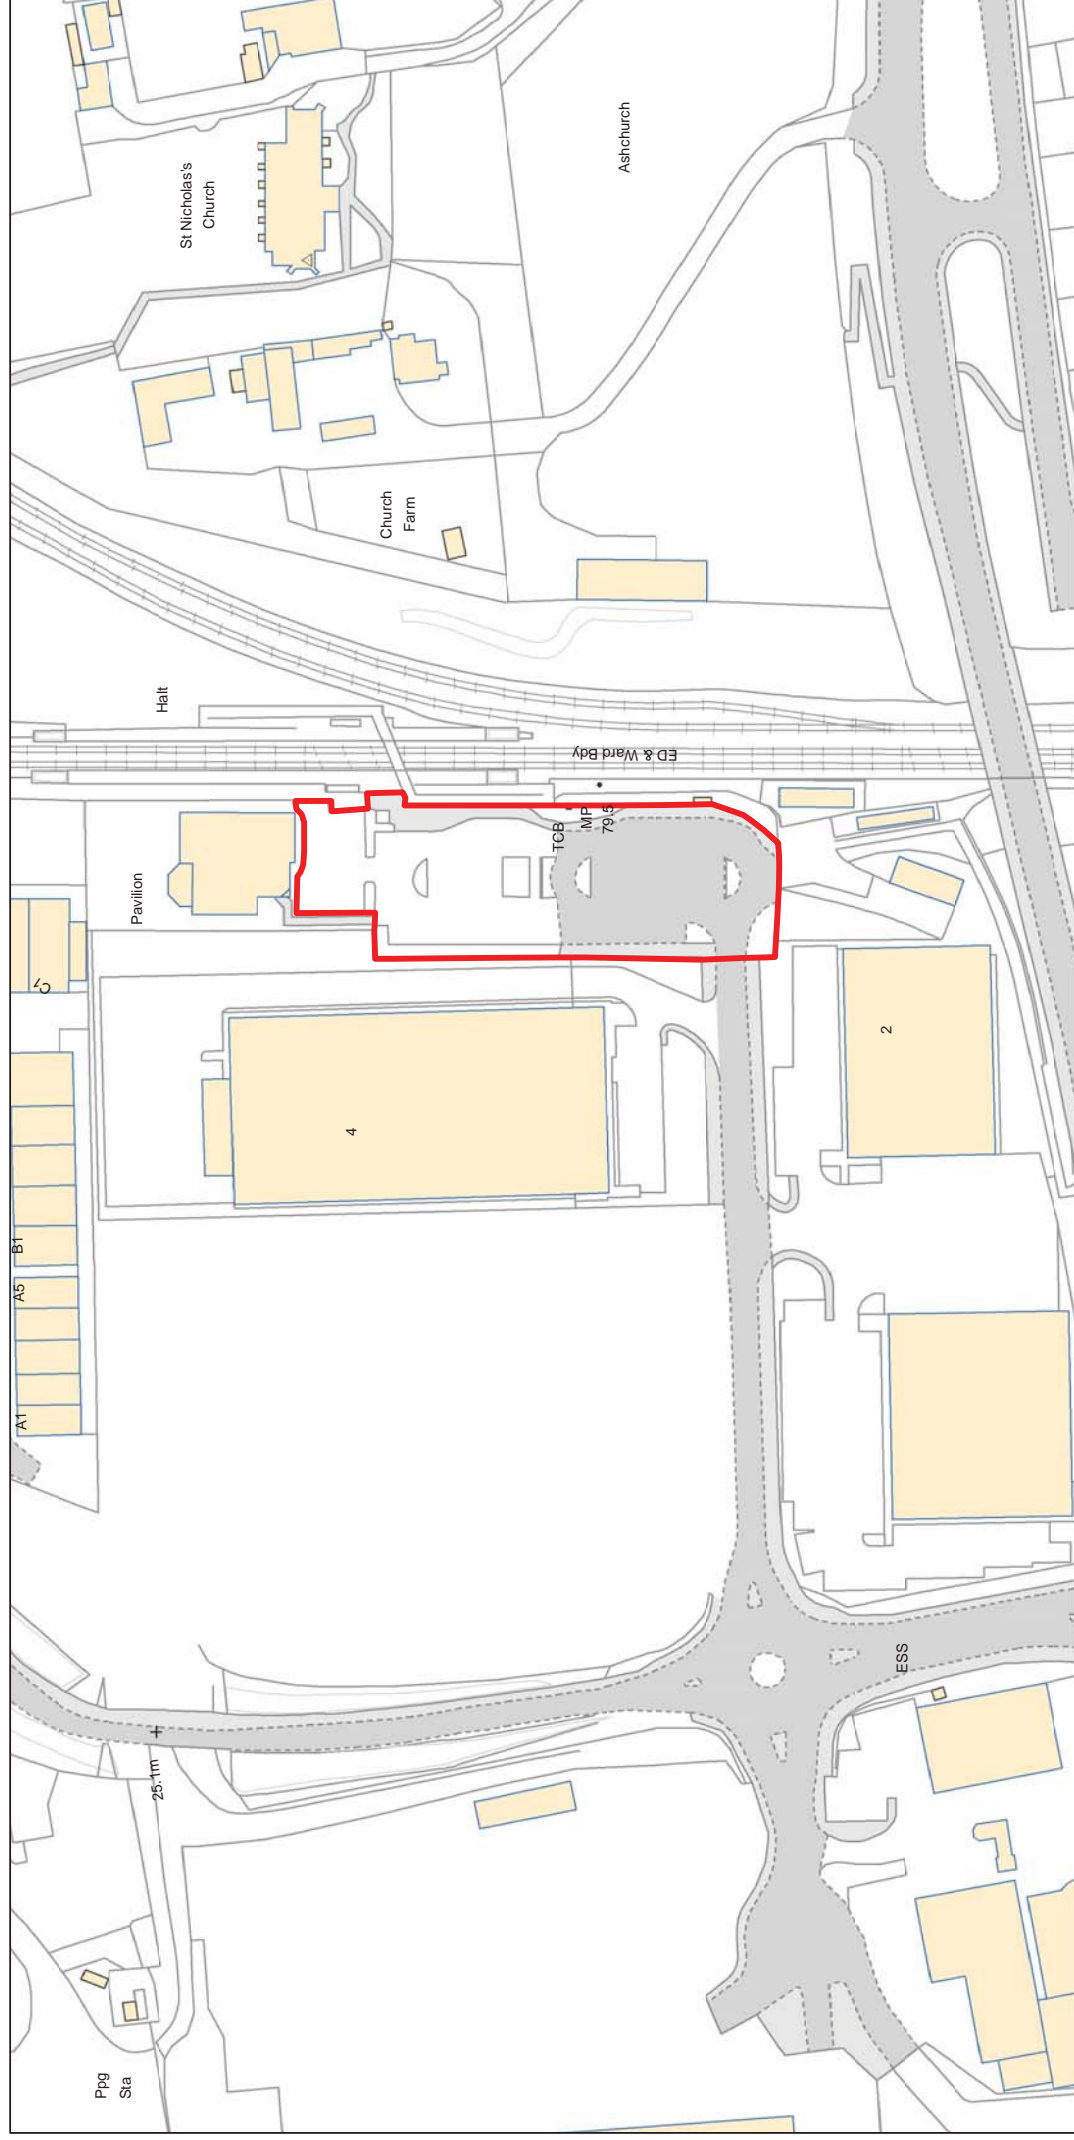 St Nicholas's
Church
Ashchurch
Church
Farm
Halt
ED & Ward Bdy
TCB
MP
79.5
Pavilion
C1
2
4
B1
A5
A1
ESS
25.1m
Ppg
Sta